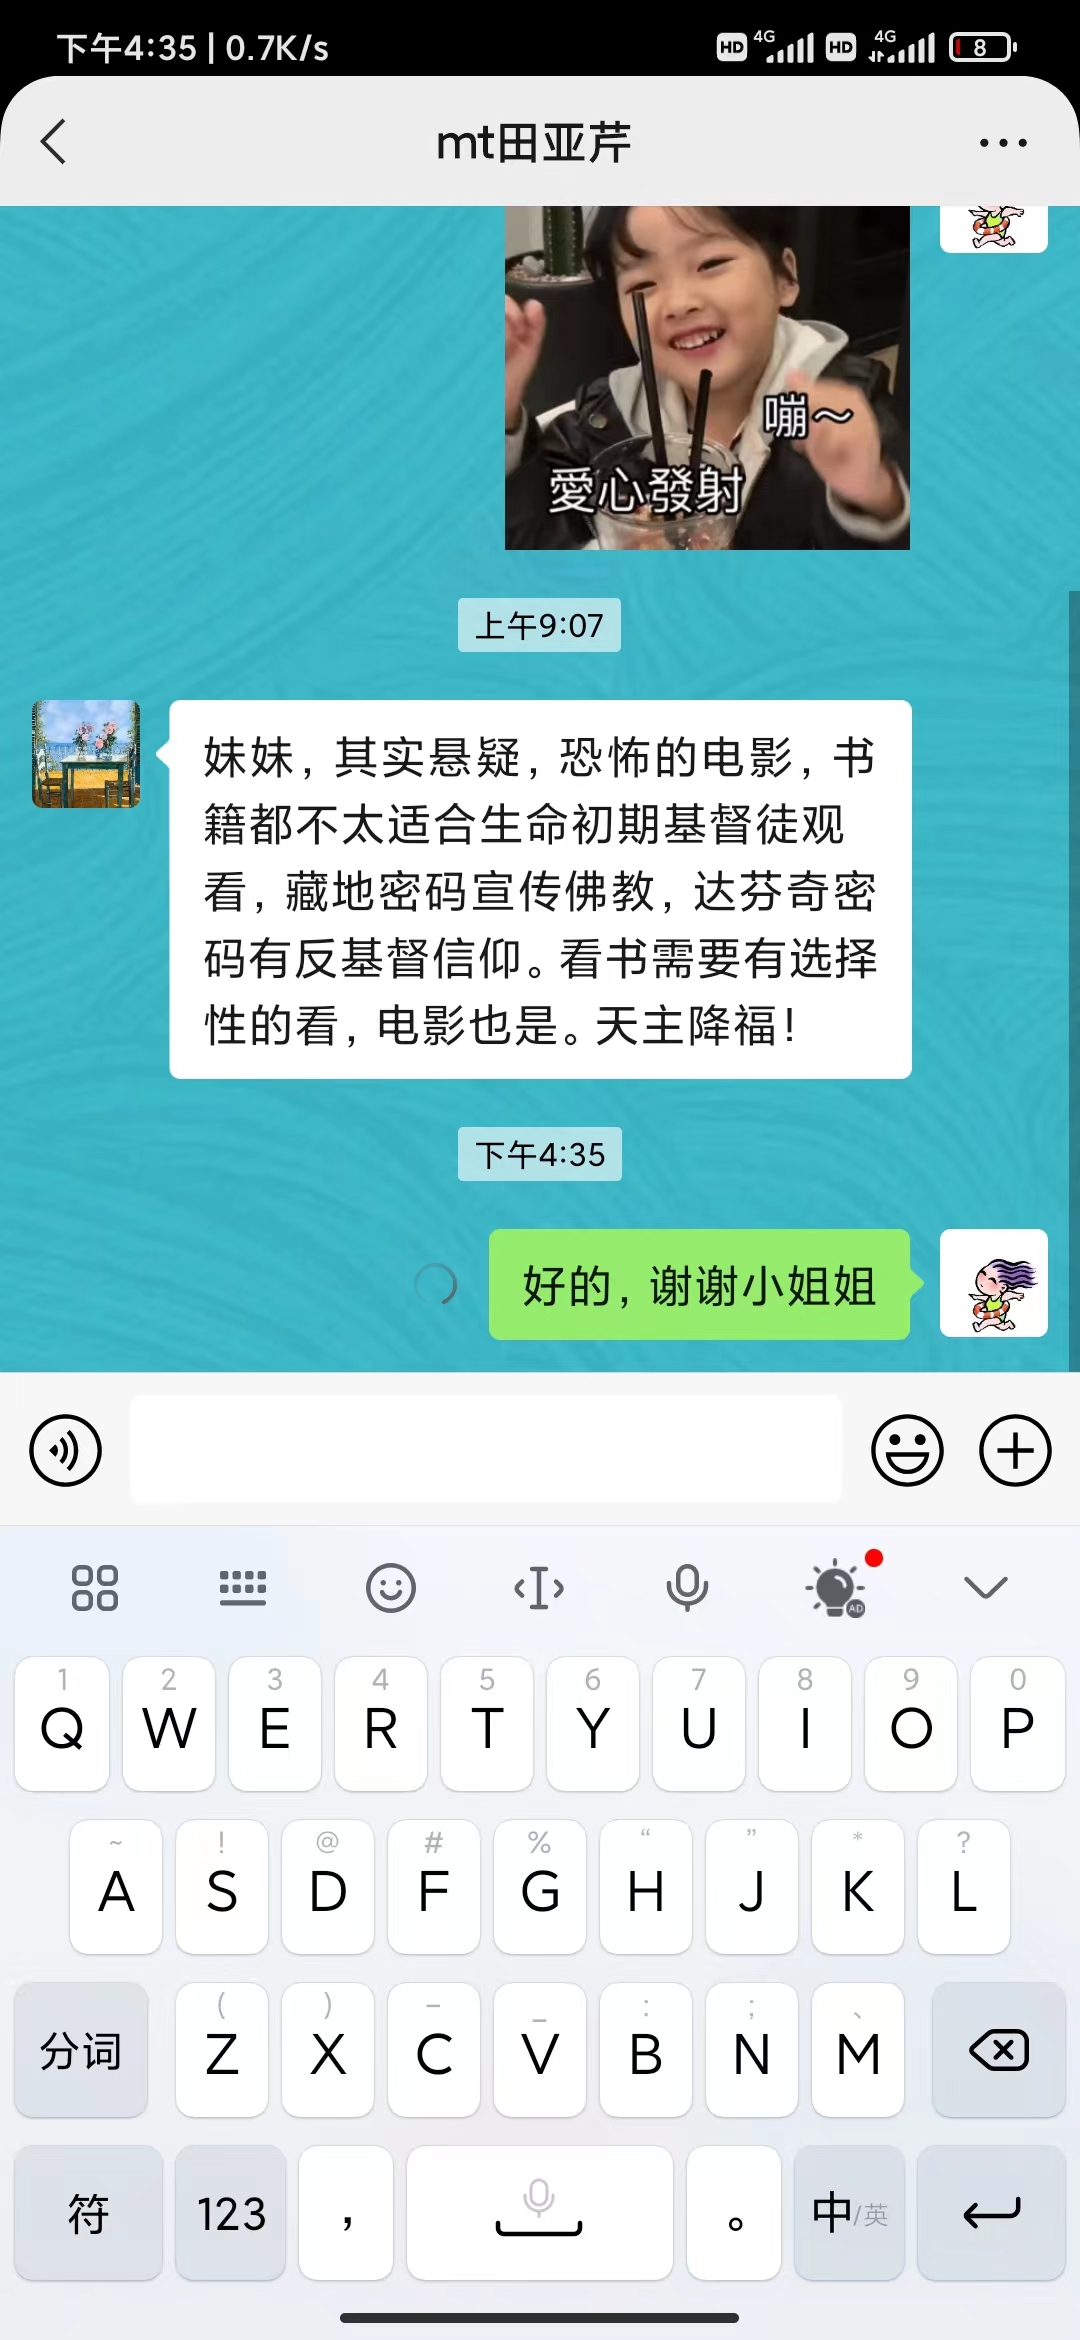 下午4:35 | 0.7K/s HD 4G HD 4G 8
mt田亚芹
嘣～
愛心發射
上午9:07
妹妹，其实悬疑，恐怖的电影，书
籍都不太适合生命初期基督徒观
看，藏地密码宣传佛教，达芬奇密
码有反基督信仰。看书需要有选择
性的看，电影也是。天主降福！
下午4:35
好的，谢谢小姐姐
AD
1 2 3 4 5 6 7 8 9 0
Q W E R T Y U I O P
~ ! @ # % “ ” * ?
A S D F G H J K L
( ) – _ : ; 、
分词 Z X C V B N M
符 123 ， 。 中/英